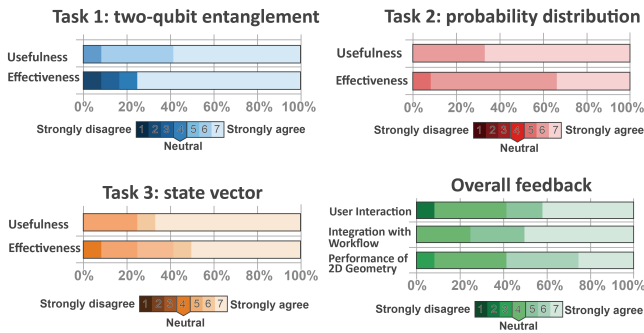 Task 1: two-qubit entanglement
Usefulness
Effectiveness
0% 20% 40% 60% 80% 100%
Strongly disagree 1 2 3 4 5 6 7 Strongly agree
Neutral
Task 2: probability distribution
Usefulness
Effectiveness
0% 20% 40% 60% 80% 100%
Strongly disagree 1 2 3 4 5 6 7 Strongly agree
Neutral
Task 3: state vector
Usefulness
Effectiveness
0% 20% 40% 60% 80% 100%
Strongly disagree 1 2 3 4 5 6 7 Strongly agree
Neutral
Overall feedback
User Interaction
Integration with
Workflow
Performance of
2D Geometry
0% 20% 40% 60% 80% 100%
Strongly disagree 1 2 3 4 5 6 7 Strongly agree
Neutral